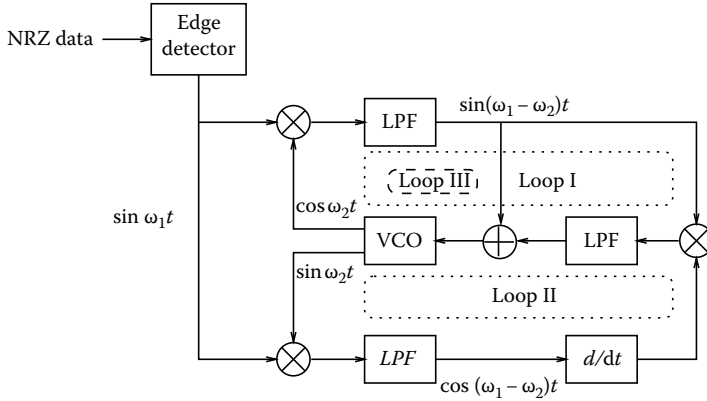 Edge
detector
NRZ data
sin(ω₁ – ω₂)t
LPF
Loop III
Loop I
cos ω₂t
sin ω₁t
VCO
LPF
sin ω₂t
Loop II
LPF
d/dt
cos (ω₁ – ω₂)t